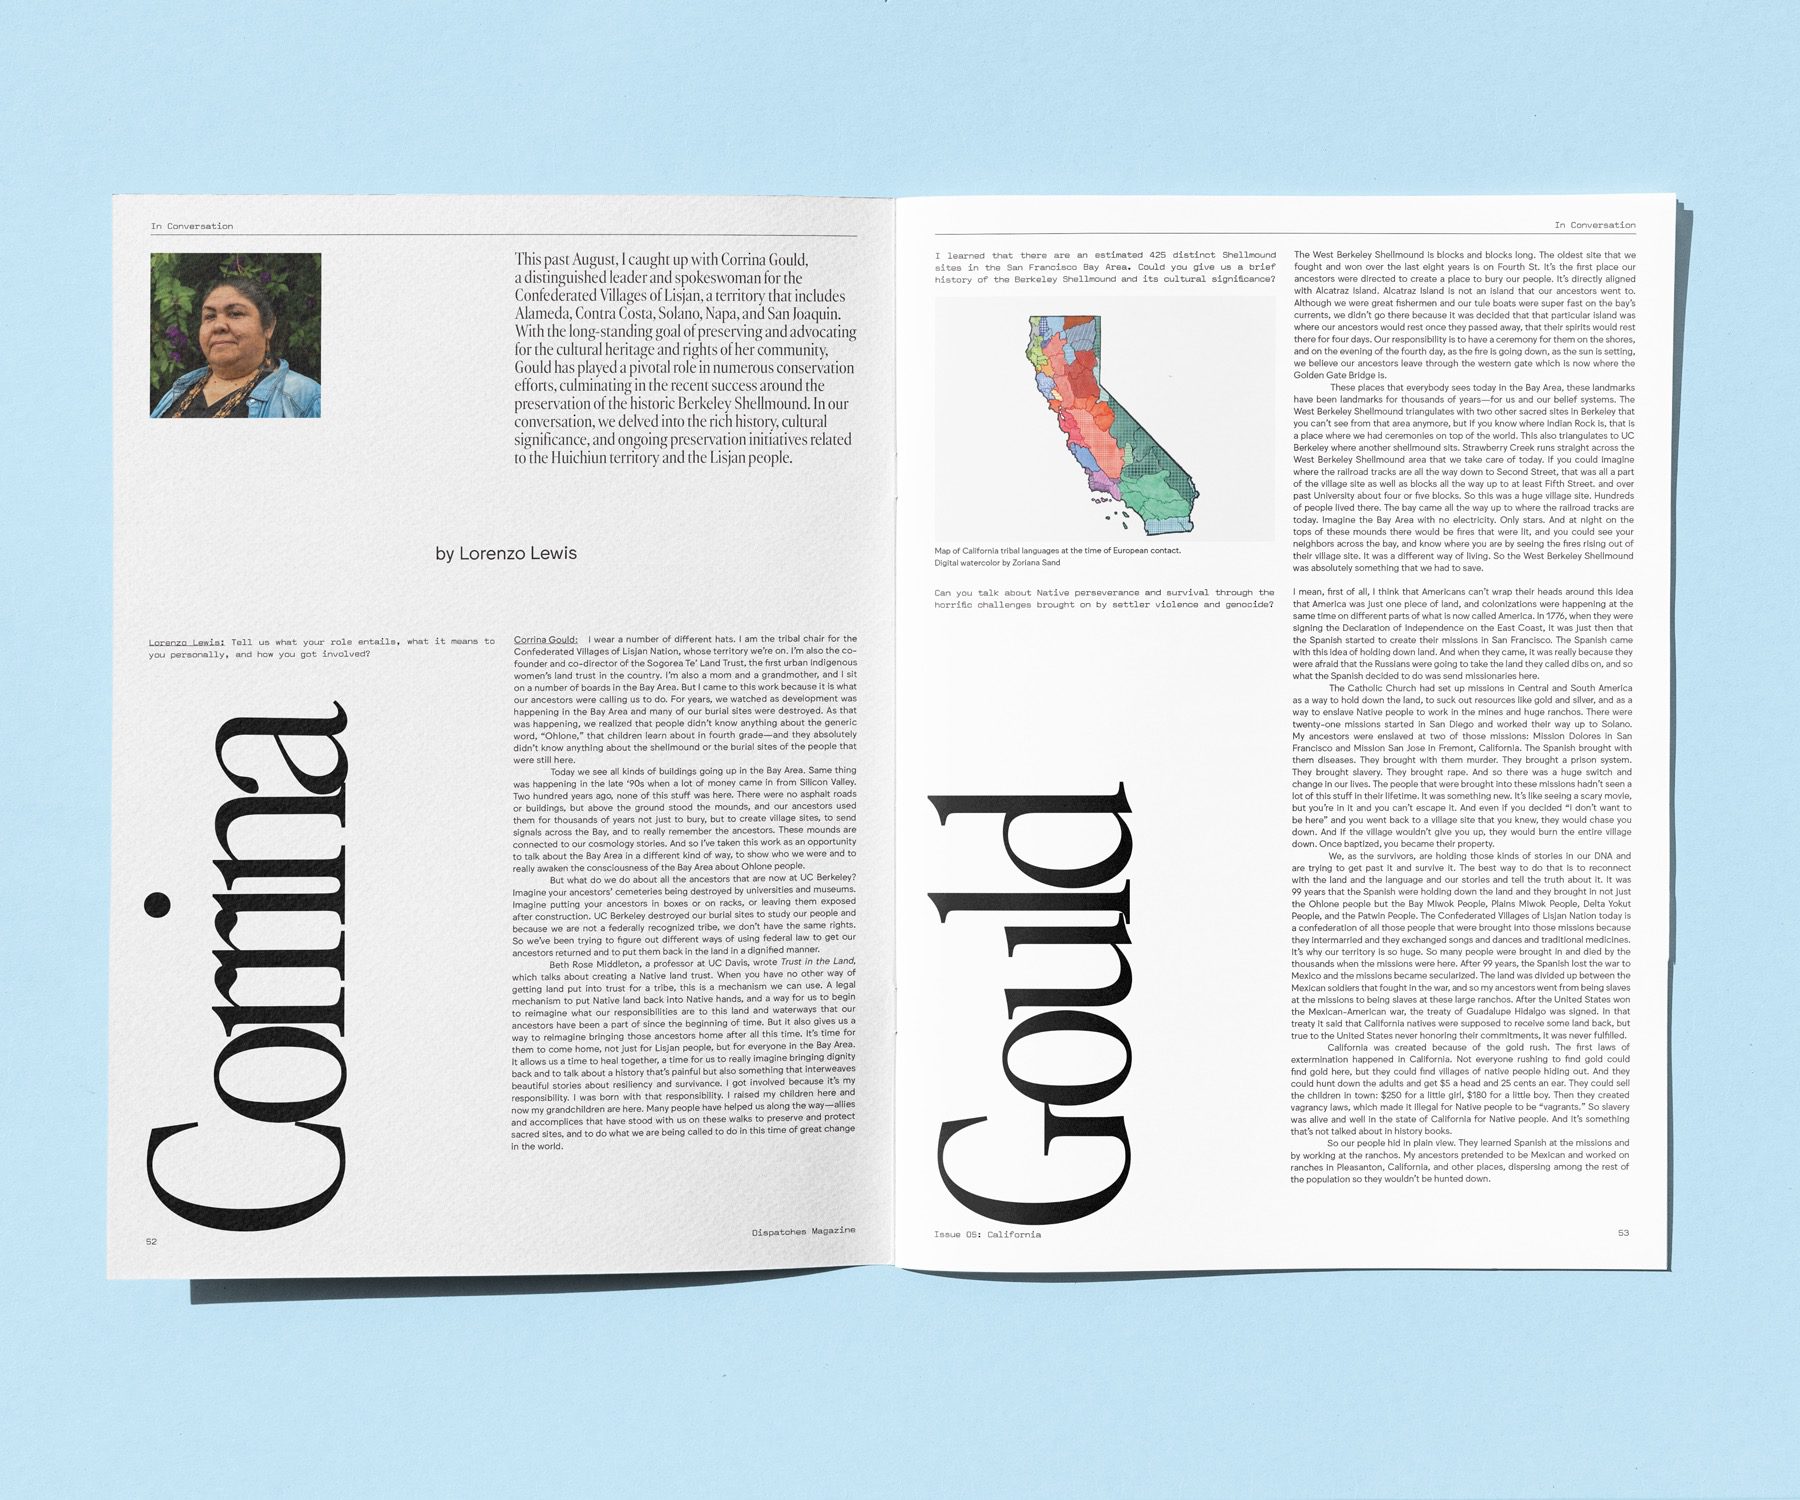 In Conversation
This past August, I caught up with Corrina Gould,
a distinguished leader and spokeswoman for the
Confederated Villages of Lisjan, a territory that includes
Alameda, Contra Costa, Solano, Napa, and San Joaquin.
With the long-standing goal of preserving and advocating
for the cultural heritage and rights of her community,
Gould has played a pivotal role in numerous conservation
efforts, culminating in the recent success around the
preservation of the historic Berkeley Shellmound. In our
conversation, we delved into the rich history, cultural
significance, and ongoing preservation initiatives related
to the Huichiun territory and the Lisjan people.
by Lorenzo Lewis
Lorenzo Lewis: Tell us what your role entails, what it means to
you personally, and how you got involved?
Corrina
Corrina Gould: I wear a number of different hats. I am the tribal chair for the
Confederated Villages of Lisjan Nation, whose territory we're on. I'm also the co-
founder and co-director of the Sogorea Te' Land Trust, the first urban indigenous
women's land trust in the country. I'm also a mom and a grandmother, and I sit
on a number of boards in the Bay Area. But I came to this work because it is what
our ancestors were calling us to do. For years, we watched as development was
happening in the Bay Area and many of our burial sites were destroyed. As that
was happening, we realized that people didn't know anything about the generic
word, “Ohlone,” that children learn about in fourth grade—and they absolutely
didn't know anything about the shellmound or the burial sites of the people that
were still here.
Today we see all kinds of buildings going up in the Bay Area. Same thing
was happening in the late '90s when a lot of money came in from Silicon Valley.
Two hundred years ago, none of this stuff was here. There were no asphalt roads
or buildings, but above the ground stood the mounds, and our ancestors used
them for thousands of years not just to bury, but to create village sites, to send
signals across the Bay, and to really remember the ancestors. These mounds are
connected to our cosmology stories. And so I've taken this work as an opportunity
to talk about the Bay Area in a different kind of way, to show who we were and to
really awaken the consciousness of the Bay Area about Ohlone people.
But what do we do about all the ancestors that are now at UC Berkeley?
Imagine your ancestors' cemeteries being destroyed by universities and museums.
Imagine putting your ancestors in boxes or on racks, or leaving them exposed
after construction. UC Berkeley destroyed our burial sites to study our people and
because we are not a federally recognized tribe, we don't have the same rights.
So we've been trying to figure out different ways of using federal law to get our
ancestors returned and to put them back in the land in a dignified manner.
Beth Rose Middleton, a professor at UC Davis, wrote Trust in the Land,
which talks about creating a Native land trust. When you have no other way of
getting land put into trust for a tribe, this is a mechanism we can use. A legal
mechanism to put Native land back into Native hands, and a way for us to begin
to reimagine what our responsibilities are to this land and waterways that our
ancestors have been a part of since the beginning of time. But it also gives us a
way to reimagine bringing those ancestors home after all this time. It's time for
them to come home, not just for Lisjan people, but for everyone in the Bay Area.
It allows us a time to heal together, a time for us to really imagine bringing dignity
back and to talk about a history that's painful but also something that interweaves
beautiful stories about resiliency and survivance. I got involved because it's my
responsibility. I was born with that responsibility. I raised my children here and
now my grandchildren are here. Many people have helped us along the way—allies
and accomplices that have stood with us on these walks to preserve and protect
sacred sites, and to do what we are being called to do in this time of great change
in the world.
52
Dispatches Magazine
In Conversation
I learned that there are an estimated 425 distinct Shellmound
sites in the San Francisco Bay Area. Could you give us a brief
history of the Berkeley Shellmound and its cultural significance?
Map of California tribal languages at the time of European contact.
Digital watercolor by Zoriana Sand
Can you talk about Native perseverance and survival through the
horrific challenges brought on by settler violence and genocide?
Gould
The West Berkeley Shellmound is blocks and blocks long. The oldest site that we
fought and won over the last eight years is on Fourth St. It's the first place our
ancestors were directed to create a place to bury our people. It's directly aligned
with Alcatraz Island. Alcatraz Island is not an island that our ancestors went to.
Although we were great fishermen and our tule boats were super fast on the bay's
currents, we didn't go there because it was decided that that particular island was
where our ancestors would rest once they passed away, that their spirits would rest
there for four days. Our responsibility is to have a ceremony for them on the shores,
and on the evening of the fourth day, as the fire is going down, as the sun is setting,
we believe our ancestors leave through the western gate which is now where the
Golden Gate Bridge is.
These places that everybody sees today in the Bay Area, these landmarks
have been landmarks for thousands of years—for us and our belief systems. The
West Berkeley Shellmound triangulates with two other sacred sites in Berkeley that
you can't see from that area anymore, but if you know where Indian Rock is, that is
a place where we had ceremonies on top of the world. This also triangulates to UC
Berkeley where another shellmound sits. Strawberry Creek runs straight across the
West Berkeley Shellmound area that we take care of today. If you could imagine
where the railroad tracks are all the way down to Second Street, that was all a part
of the village site as well as blocks all the way up to at least Fifth Street. and over
past University about four or five blocks. So this was a huge village site. Hundreds
of people lived there. The bay came all the way up to where the railroad tracks are
today. Imagine the Bay Area with no electricity. Only stars. And at night on the
tops of these mounds there would be fires that were lit, and you could see your
neighbors across the bay, and know where you are by seeing the fires rising out of
their village site. It was a different way of living. So the West Berkeley Shellmound
was absolutely something that we had to save.
I mean, first of all, I think that Americans can't wrap their heads around this idea
that America was just one piece of land, and colonizations were happening at the
same time on different parts of what is now called America. In 1776, when they were
signing the Declaration of Independence on the East Coast, it was just then that
the Spanish started to create their missions in San Francisco. The Spanish came
with this idea of holding down land. And when they came, it was really because they
were afraid that the Russians were going to take the land they called dibs on, and so
what the Spanish decided to do was send missionaries here.
The Catholic Church had set up missions in Central and South America
as a way to hold down the land, to suck out resources like gold and silver, and as a
way to enslave Native people to work in the mines and huge ranchos. There were
twenty-one missions started in San Diego and worked their way up to Solano.
My ancestors were enslaved at two of those missions: Mission Dolores in San
Francisco and Mission San Jose in Fremont, California. The Spanish brought with
them diseases. They brought with them murder. They brought a prison system.
They brought slavery. They brought rape. And so there was a huge switch and
change in our lives. The people that were brought into these missions hadn't seen a
lot of this stuff in their lifetime. It was something new. It's like seeing a scary movie,
but you're in it and you can't escape it. And even if you decided “I don't want to
be here” and you went back to a village site that you knew, they would chase you
down. And if the village wouldn't give you up, they would burn the entire village
down. Once baptized, you became their property.
We, as the survivors, are holding those kinds of stories in our DNA and
are trying to get past it and survive it. The best way to do that is to reconnect
with the land and the language and our stories and tell the truth about it. It was
99 years that the Spanish were holding down the land and they brought in not just
the Ohlone people but the Bay Miwok People, Plains Miwok People, Delta Yokut
People, and the Patwin People. The Confederated Villages of Lisjan Nation today is
a confederation of all those people that were brought into those missions because
they intermarried and they exchanged songs and dances and traditional medicines.
It's why our territory is so huge. So many people were brought in and died by the
thousands when the missions were here. After 99 years, the Spanish lost the war to
Mexico and the missions became secularized. The land was divided up between the
Mexican soldiers that fought in the war, and so my ancestors went from being slaves
at the missions to being slaves at these large ranchos. After the United States won
the Mexican-American war, the treaty of Guadalupe Hidalgo was signed. In that
treaty it said that California natives were supposed to receive some land back, but
true to the United States never honoring their commitments, it was never fulfilled.
California was created because of the gold rush. The first laws of
extermination happened in California. Not everyone rushing to find gold could
find gold here, but they could find villages of native people hiding out. And they
could hunt down the adults and get $5 a head and 25 cents an ear. They could sell
the children in town: $250 for a little girl, $180 for a little boy. Then they created
vagrancy laws, which made it illegal for Native people to be “vagrants.” So slavery
was alive and well in the state of California for Native people. And it's something
that's not talked about in history books.
So our people hid in plain view. They learned Spanish at the missions and
by working at the ranchos. My ancestors pretended to be Mexican and worked on
ranches in Pleasanton, California, and other places, dispersing among the rest of
the population so they wouldn't be hunted down.
Issue 05: California
53